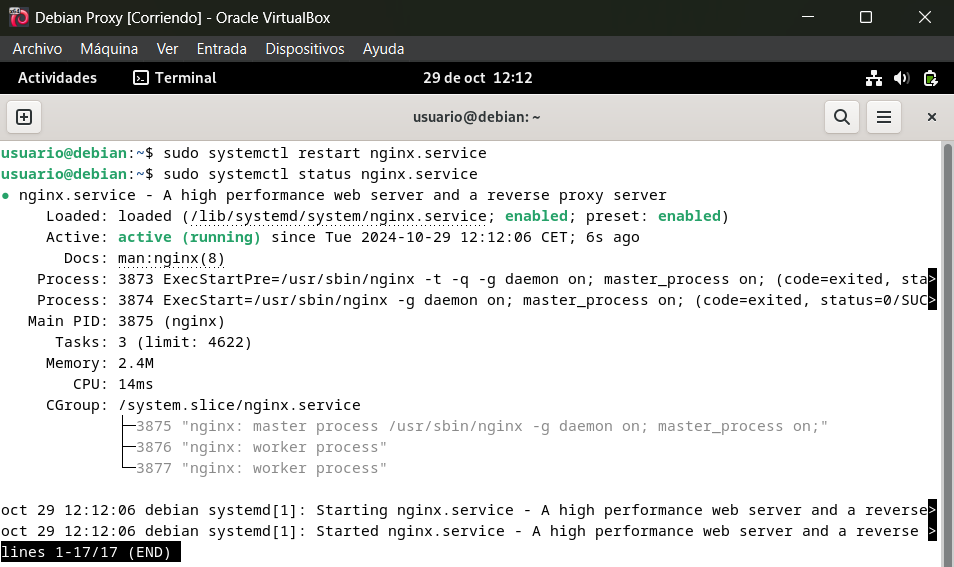 Debian Proxy [Corriendo] - Oracle VirtualBox
Archivo Máquina Ver Entrada Dispositivos Ayuda
Actividades Terminal 29 de oct 12:12
usuario@debian: ~
usuario@debian:~$ sudo systemctl restart nginx.service
usuario@debian:~$ sudo systemctl status nginx.service
● nginx.service - A high performance web server and a reverse proxy server
Loaded: loaded (/lib/systemd/system/nginx.service; enabled; preset: enabled)
Active: active (running) since Tue 2024-10-29 12:12:06 CET; 6s ago
Docs: man:nginx(8)
Process: 3873 ExecStartPre=/usr/sbin/nginx -t -q -g daemon on; master_process on; (code=exited, sta>
Process: 3874 ExecStart=/usr/sbin/nginx -g daemon on; master_process on; (code=exited, status=0/SUC>
Main PID: 3875 (nginx)
Tasks: 3 (limit: 4622)
Memory: 2.4M
CPU: 14ms
CGroup: /system.slice/nginx.service
├─3875 "nginx: master process /usr/sbin/nginx -g daemon on; master_process on;"
├─3876 "nginx: worker process"
└─3877 "nginx: worker process"
oct 29 12:12:06 debian systemd[1]: Starting nginx.service - A high performance web server and a reverse>
oct 29 12:12:06 debian systemd[1]: Started nginx.service - A high performance web server and a reverse >
lines 1-17/17 (END)